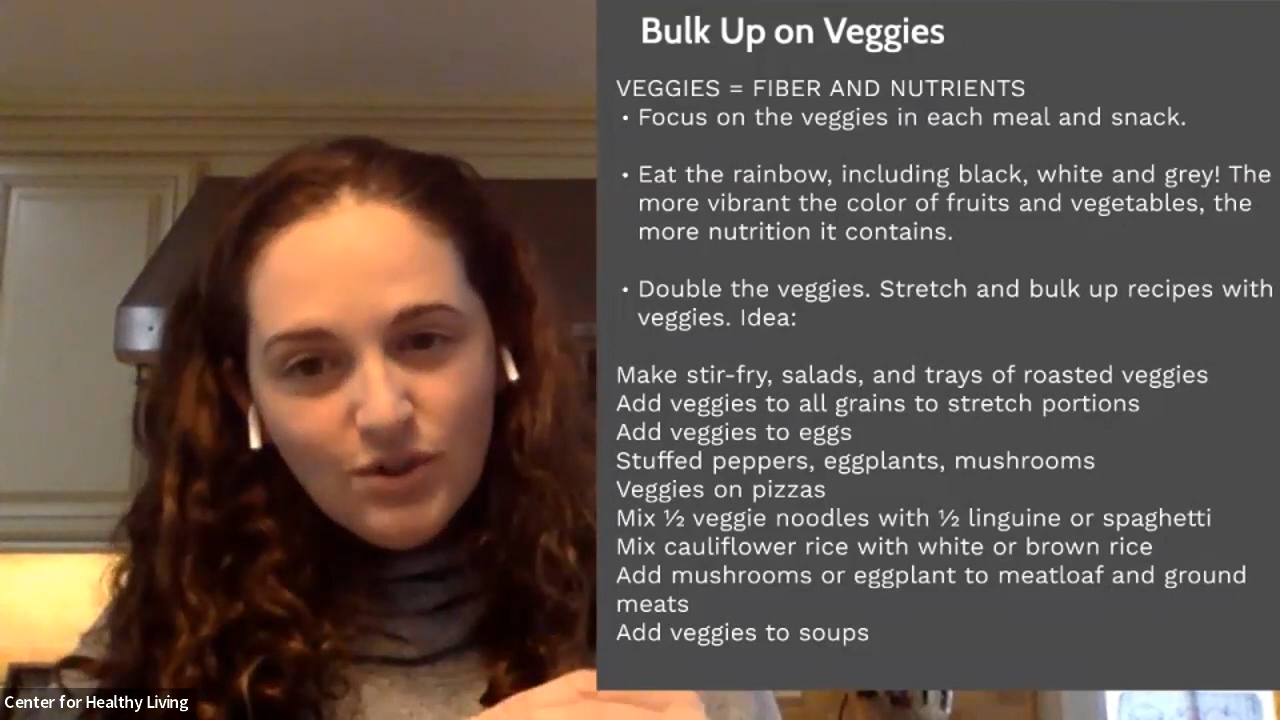 Bulk Up on Veggies
VEGGIES = FIBER AND NUTRIENTS
• Focus on the veggies in each meal and snack.
• Eat the rainbow, including black, white and grey! The
more vibrant the color of fruits and vegetables, the
more nutrition it contains.
• Double the veggies. Stretch and bulk up recipes with
veggies. Idea:
Make stir-fry, salads, and trays of roasted veggies
Add veggies to all grains to stretch portions
Add veggies to eggs
Stuffed peppers, eggplants, mushrooms
Veggies on pizzas
Mix ½ veggie noodles with ½ linguine or spaghetti
Mix cauliflower rice with white or brown rice
Add mushrooms or eggplant to meatloaf and ground
meats
Add veggies to soups
Center for Healthy Living